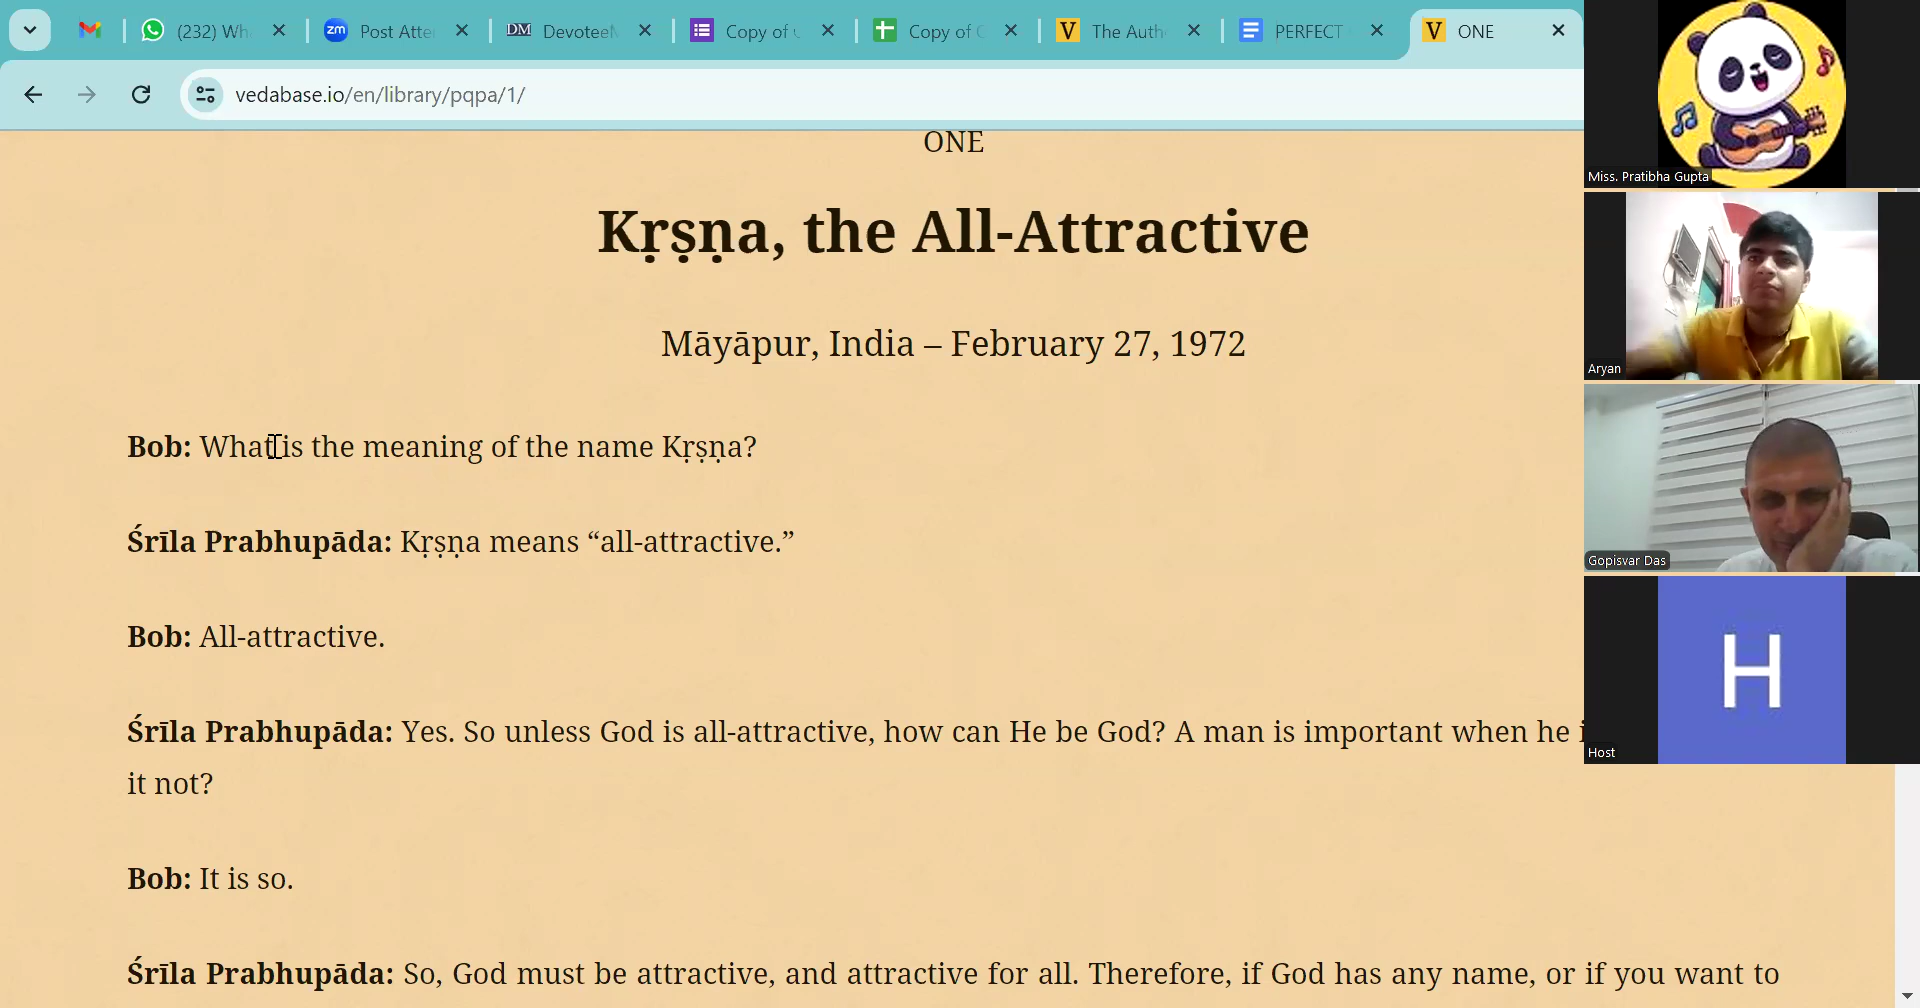 (232) Wh
Post Atte
DM Devotee
Copy of
Copy of
The Auth
PERFECT
ONE
vedabase.io/en/library/pqpa/1/
ONE
Kṛṣṇa, the All-Attractive
Māyāpur, India – February 27, 1972
Bob: What is the meaning of the name Kṛṣṇa?
Śrīla Prabhupāda: Kṛṣṇa means “all-attractive.”
Bob: All-attractive.
Śrīla Prabhupāda: Yes. So unless God is all-attractive, how can He be God? A man is important when he
it not?
Bob: It is so.
Śrīla Prabhupāda: So, God must be attractive, and attractive for all. Therefore, if God has any name, or if you want to
Miss. Pratibha Gupta
Aryan
Gopisvar Das
H
Host